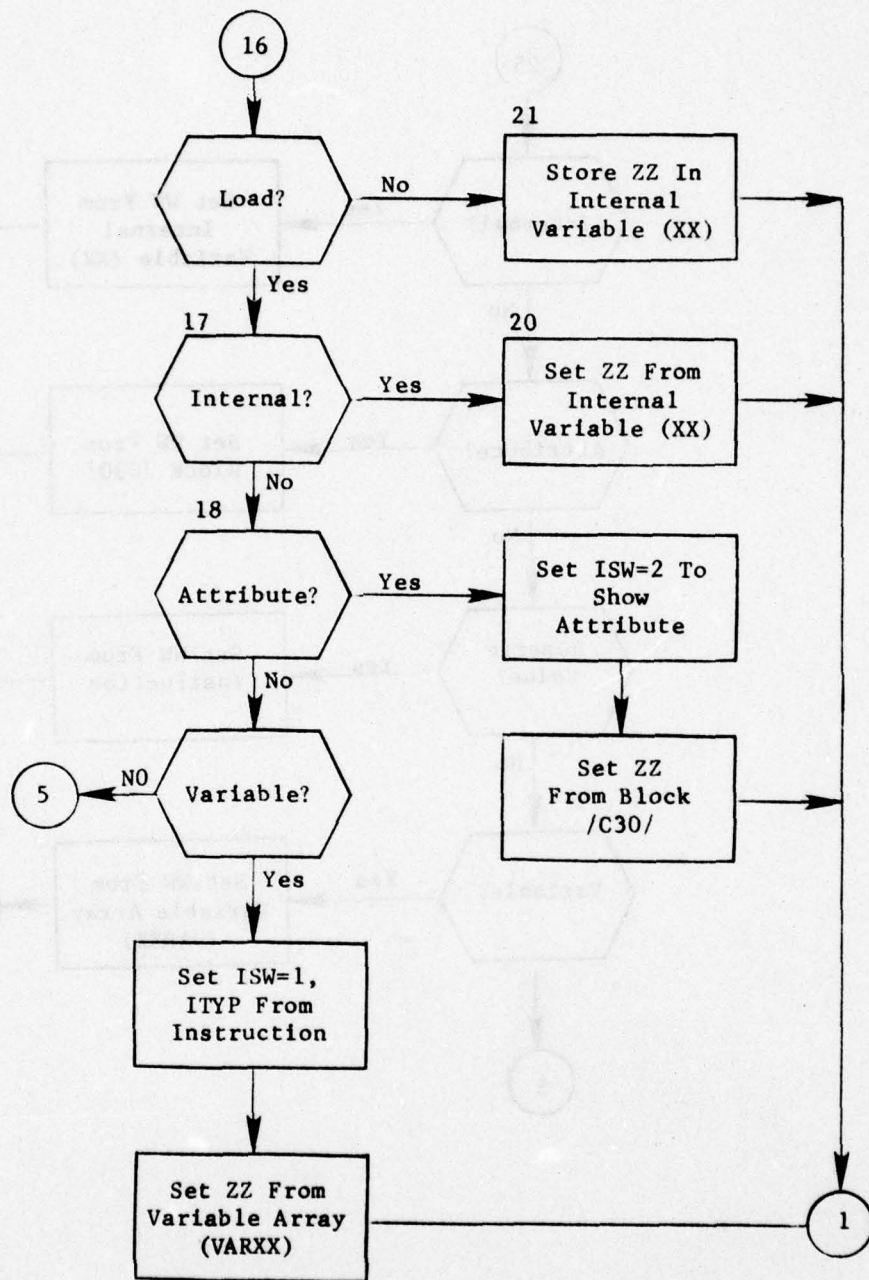 16
Load?
No
21
Store ZZ In
Internal
Variable (XX)
Yes
17
Internal?
Yes
20
Set ZZ From
Internal
Variable (XX)
No
18
Attribute?
Yes
Set ISW=2 To
Show
Attribute
No
Set ZZ
From Block
/C30/
Variable?
NO
5
Yes
Set ISW=1,
ITYP From
Instruction
Set ZZ From
Variable Array
(VARXX)
1